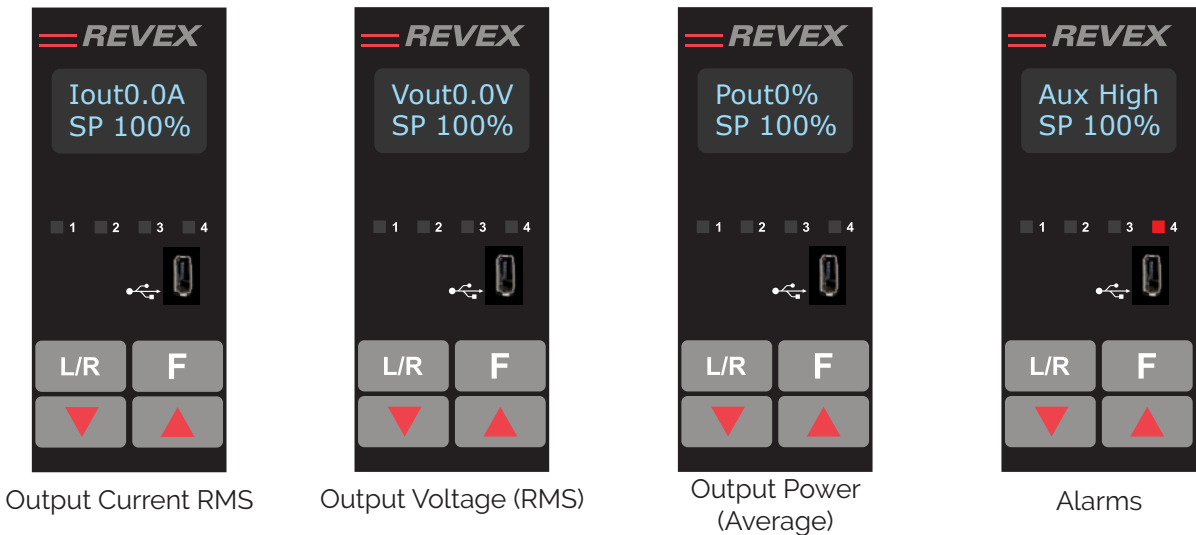 REVEX
Iout0.0A
SP 100%
1 2 3 4
L/R F
Output Current RMS
REVEX
Vout0.0V
SP 100%
1 2 3 4
L/R F
Output Voltage (RMS)
REVEX
Pout0%
SP 100%
1 2 3 4
L/R F
Output Power
(Average)
REVEX
Aux High
SP 100%
1 2 3 4
L/R F
Alarms